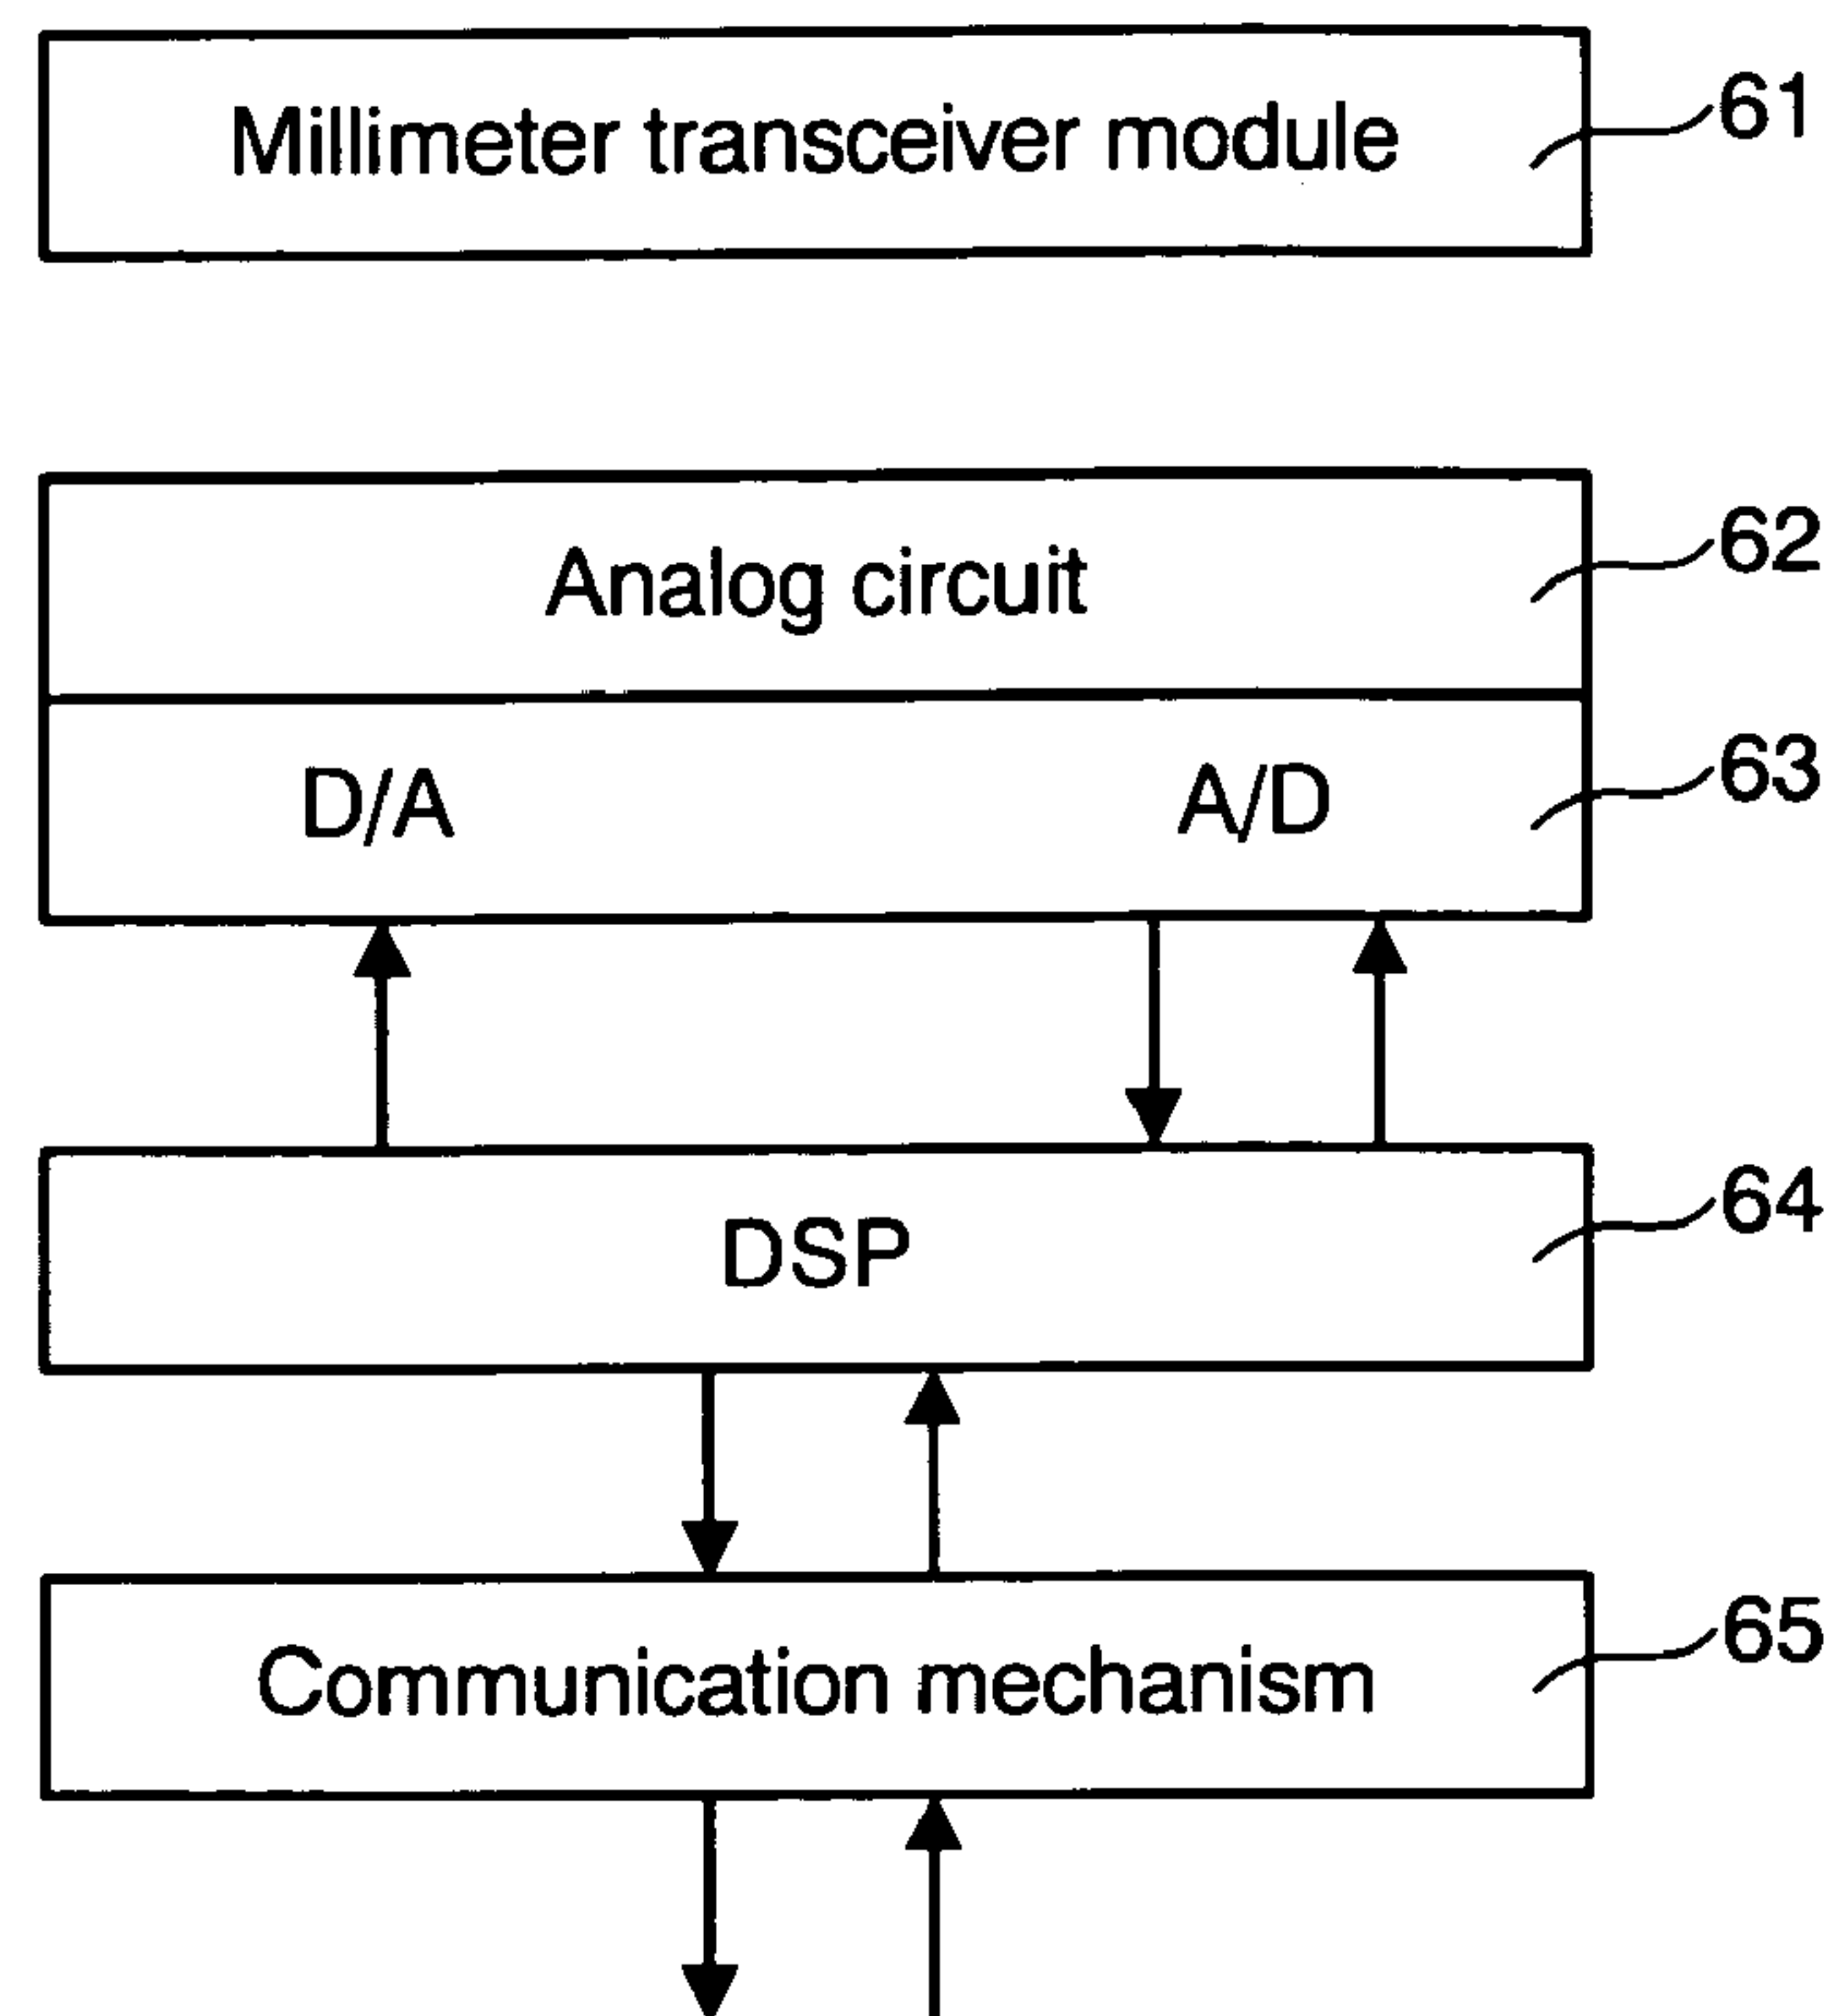 Millimeter transceiver module 61
Analog circuit 62
D/A A/D 63
DSP 64
Communication mechanism 65